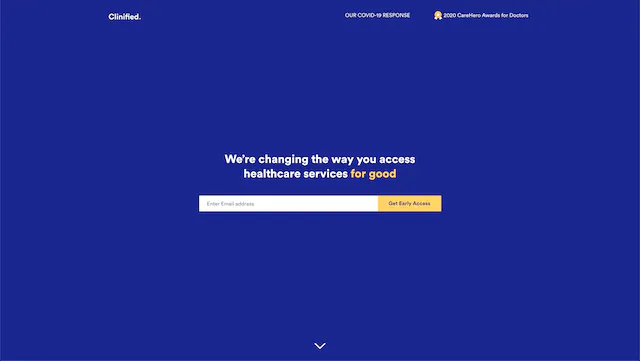 Clinified.
OUR COVID-19 RESPONSE
2020 CareHero Awards for Doctors
We're changing the way you access
healthcare services for good
Enter Email address
Get Early Access